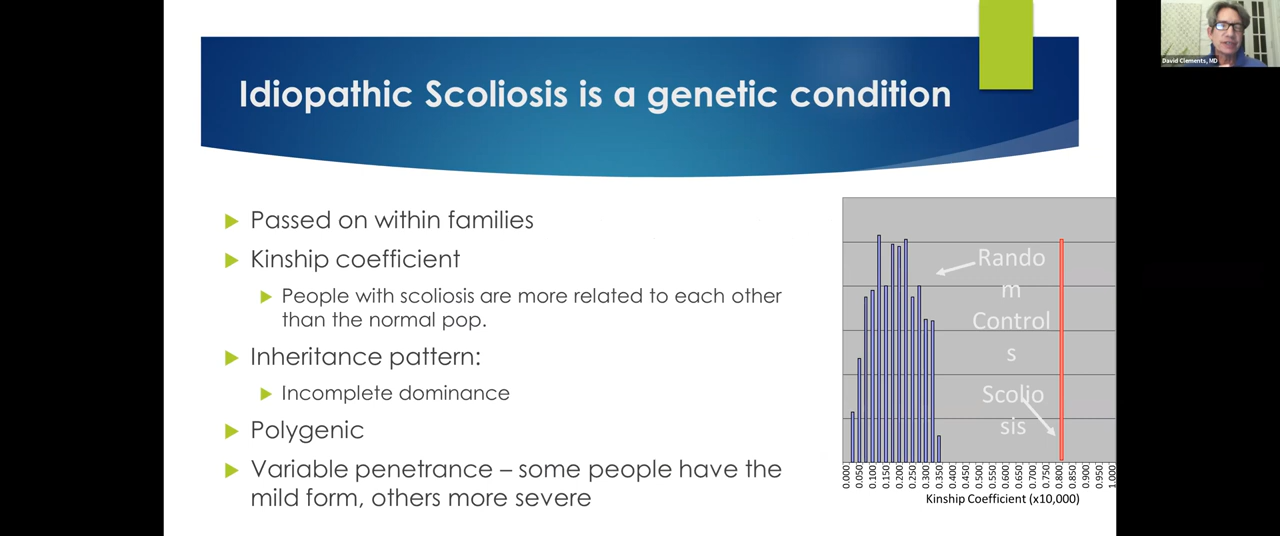 Idiopathic Scoliosis is a genetic condition
David Clements, MD
Passed on within families
Kinship coefficient
People with scoliosis are more related to each other
than the normal pop.
Inheritance pattern:
Incomplete dominance
Polygenic
Variable penetrance – some people have the
mild form, others more severe
Rando
m
Control
s
Scolio
sis
0.000
0.050
0.100
0.150
0.200
0.250
0.300
0.350
0.400
0.450
0.500
0.550
0.600
0.650
0.700
0.750
0.800
0.850
0.900
0.950
1.000
Kinship Coefficient (x10,000)